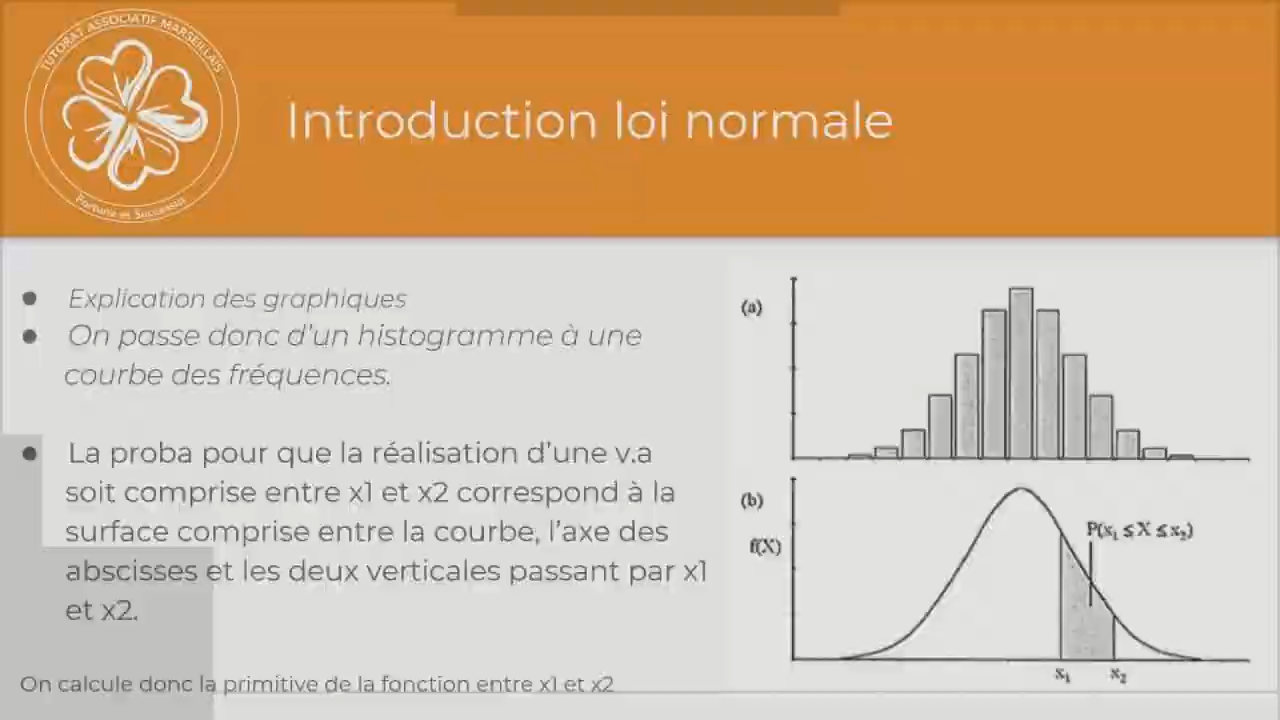 TUTORAT ASSOCIATIF MARSEILLAIS
Introduction loi normale
Explication des graphiques
On passe donc d'un histogramme à une
courbe des fréquences.
La proba pour que la réalisation d'une v.a
soit comprise entre x1 et x2 correspond à la
surface comprise entre la courbe, l'axe des
abscisses et les deux verticales passant par x1
et x2.
On calcule donc la primitive de la fonction entre x1 et x2
(a)
(b)
f(X)
P(x₁ ≤ X ≤ x₂)
x₁
x₂